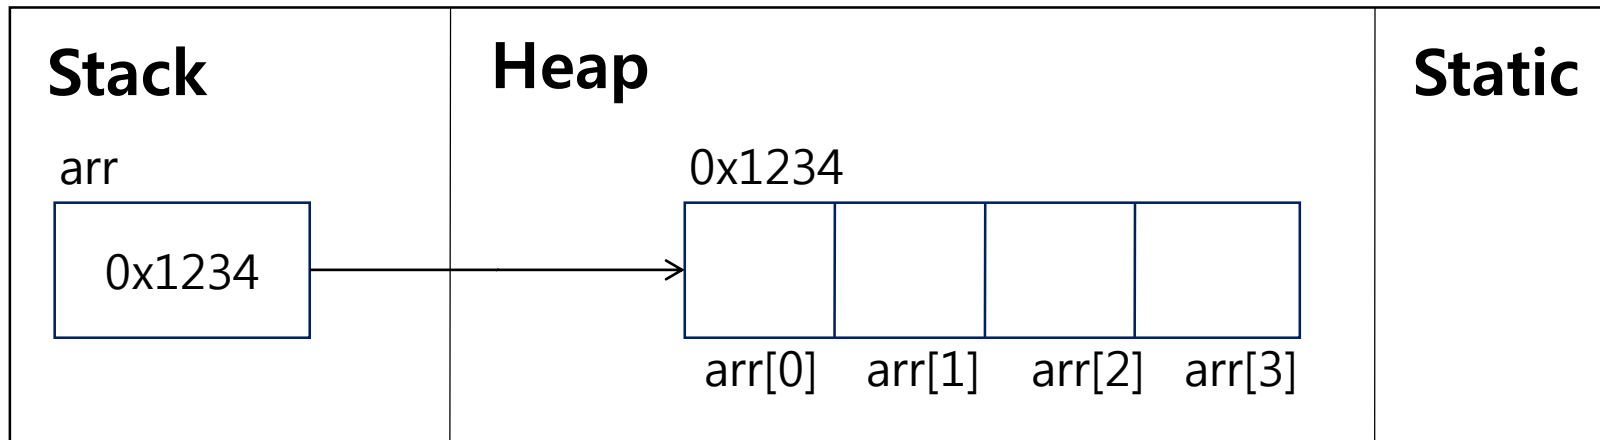 Stack
Heap
Static
arr
0x1234
0x1234
arr[0] arr[1] arr[2] arr[3]